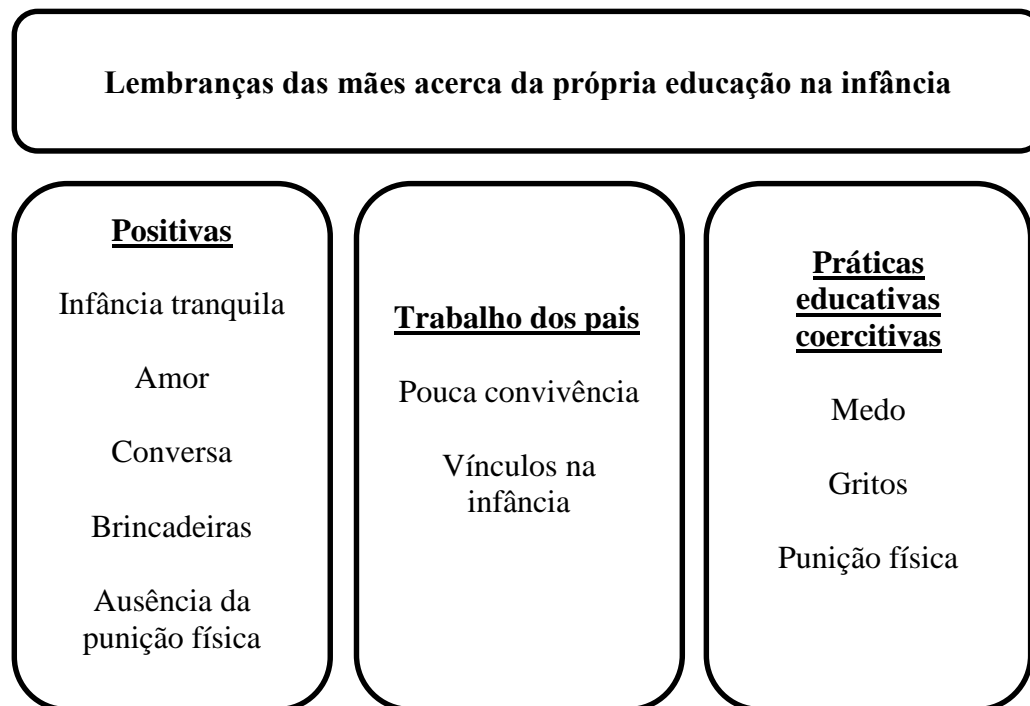 Lembranças das mães acerca da própria educação na infância
Positivas
Infância tranquila
Amor
Conversa
Brincadeiras
Ausência da
punição física
Trabalho dos pais
Pouca convivência
Vínculos na
infância
Práticas
educativas
coercitivas
Medo
Gritos
Punição física